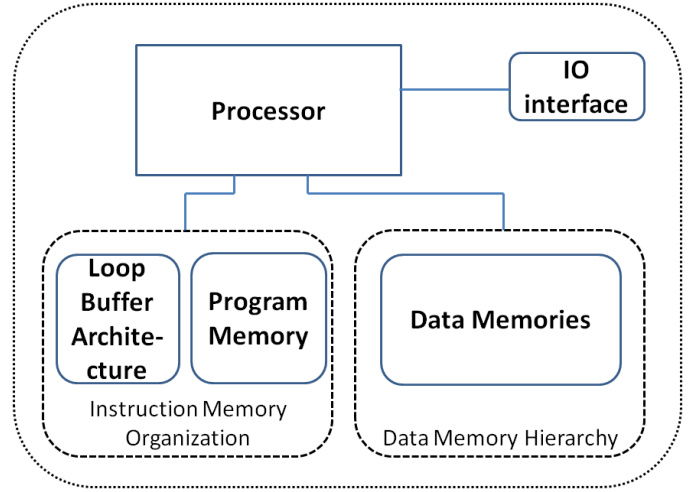 Processor
IO
interface
Loop
Buffer
Archite-
cture
Program
Memory
Instruction Memory
Organization
Data Memories
Data Memory Hierarchy